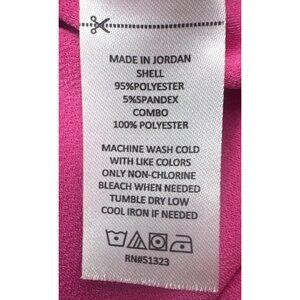 MADE IN JORDAN
SHELL
95%POLYESTER
5%SPANDEX
COMBO
100% POLYESTER
MACHINE WASH COLD
WITH LIKE COLORS
ONLY NON-CHLORINE
BLEACH WHEN NEEDED
TUMBLE DRY LOW
COOL IRON IF NEEDED
RN#51323